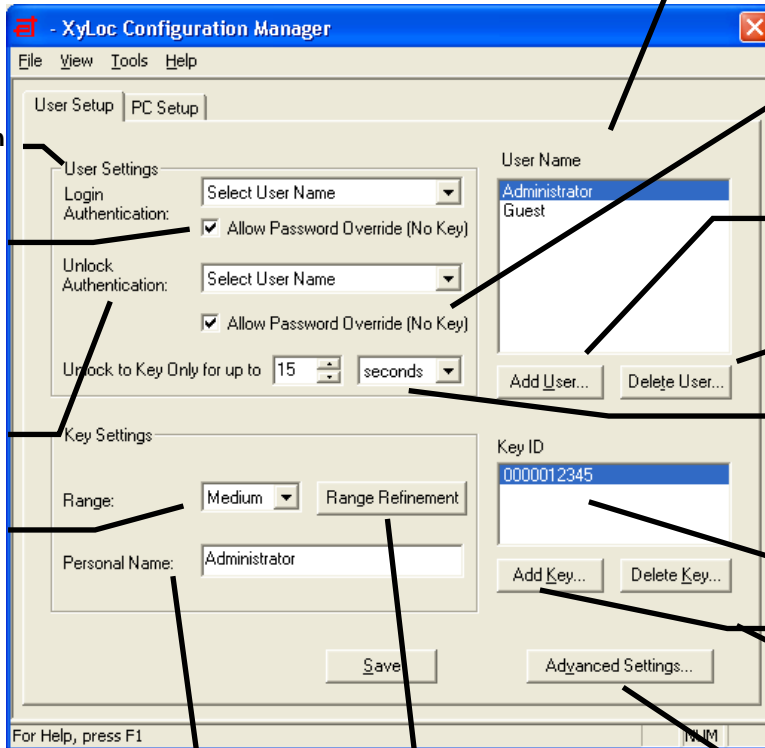 - XyLoc Configuration Manager
File View Tools Help
User Setup PC Setup
User Settings
Login Authentication:
Select User Name
Allow Password Override (No Key)
Unlock Authentication:
Select User Name
Allow Password Override (No Key)
Unlock to Key Only for up to 15 seconds
User Name
Administrator
Guest
Add User... Delete User...
Key Settings
Range: Medium Range Refinement
Personal Name: Administrator
Key ID
0000012345
Add Key... Delete Key...
Save Advanced Settings...
For Help, press F1 NUM